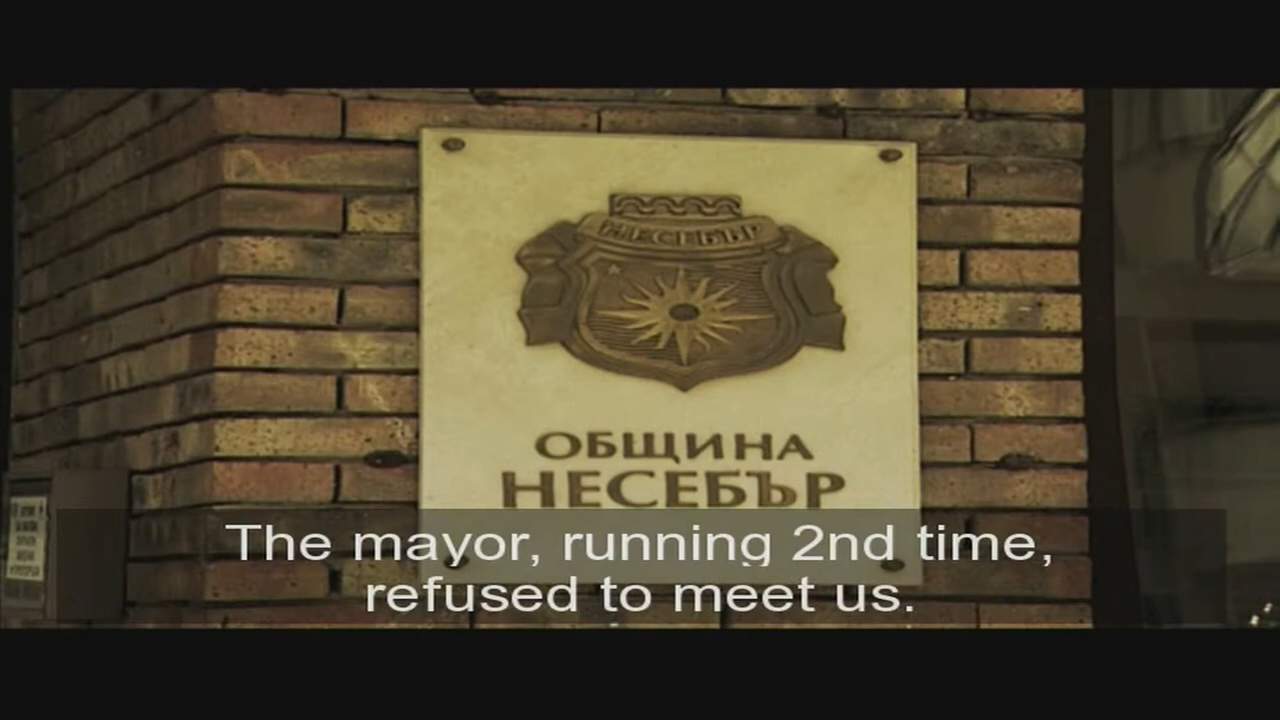 НЕСЕБЪР
ОБЩИНА
НЕСЕБЪР
The mayor, running 2nd time,
refused to meet us.